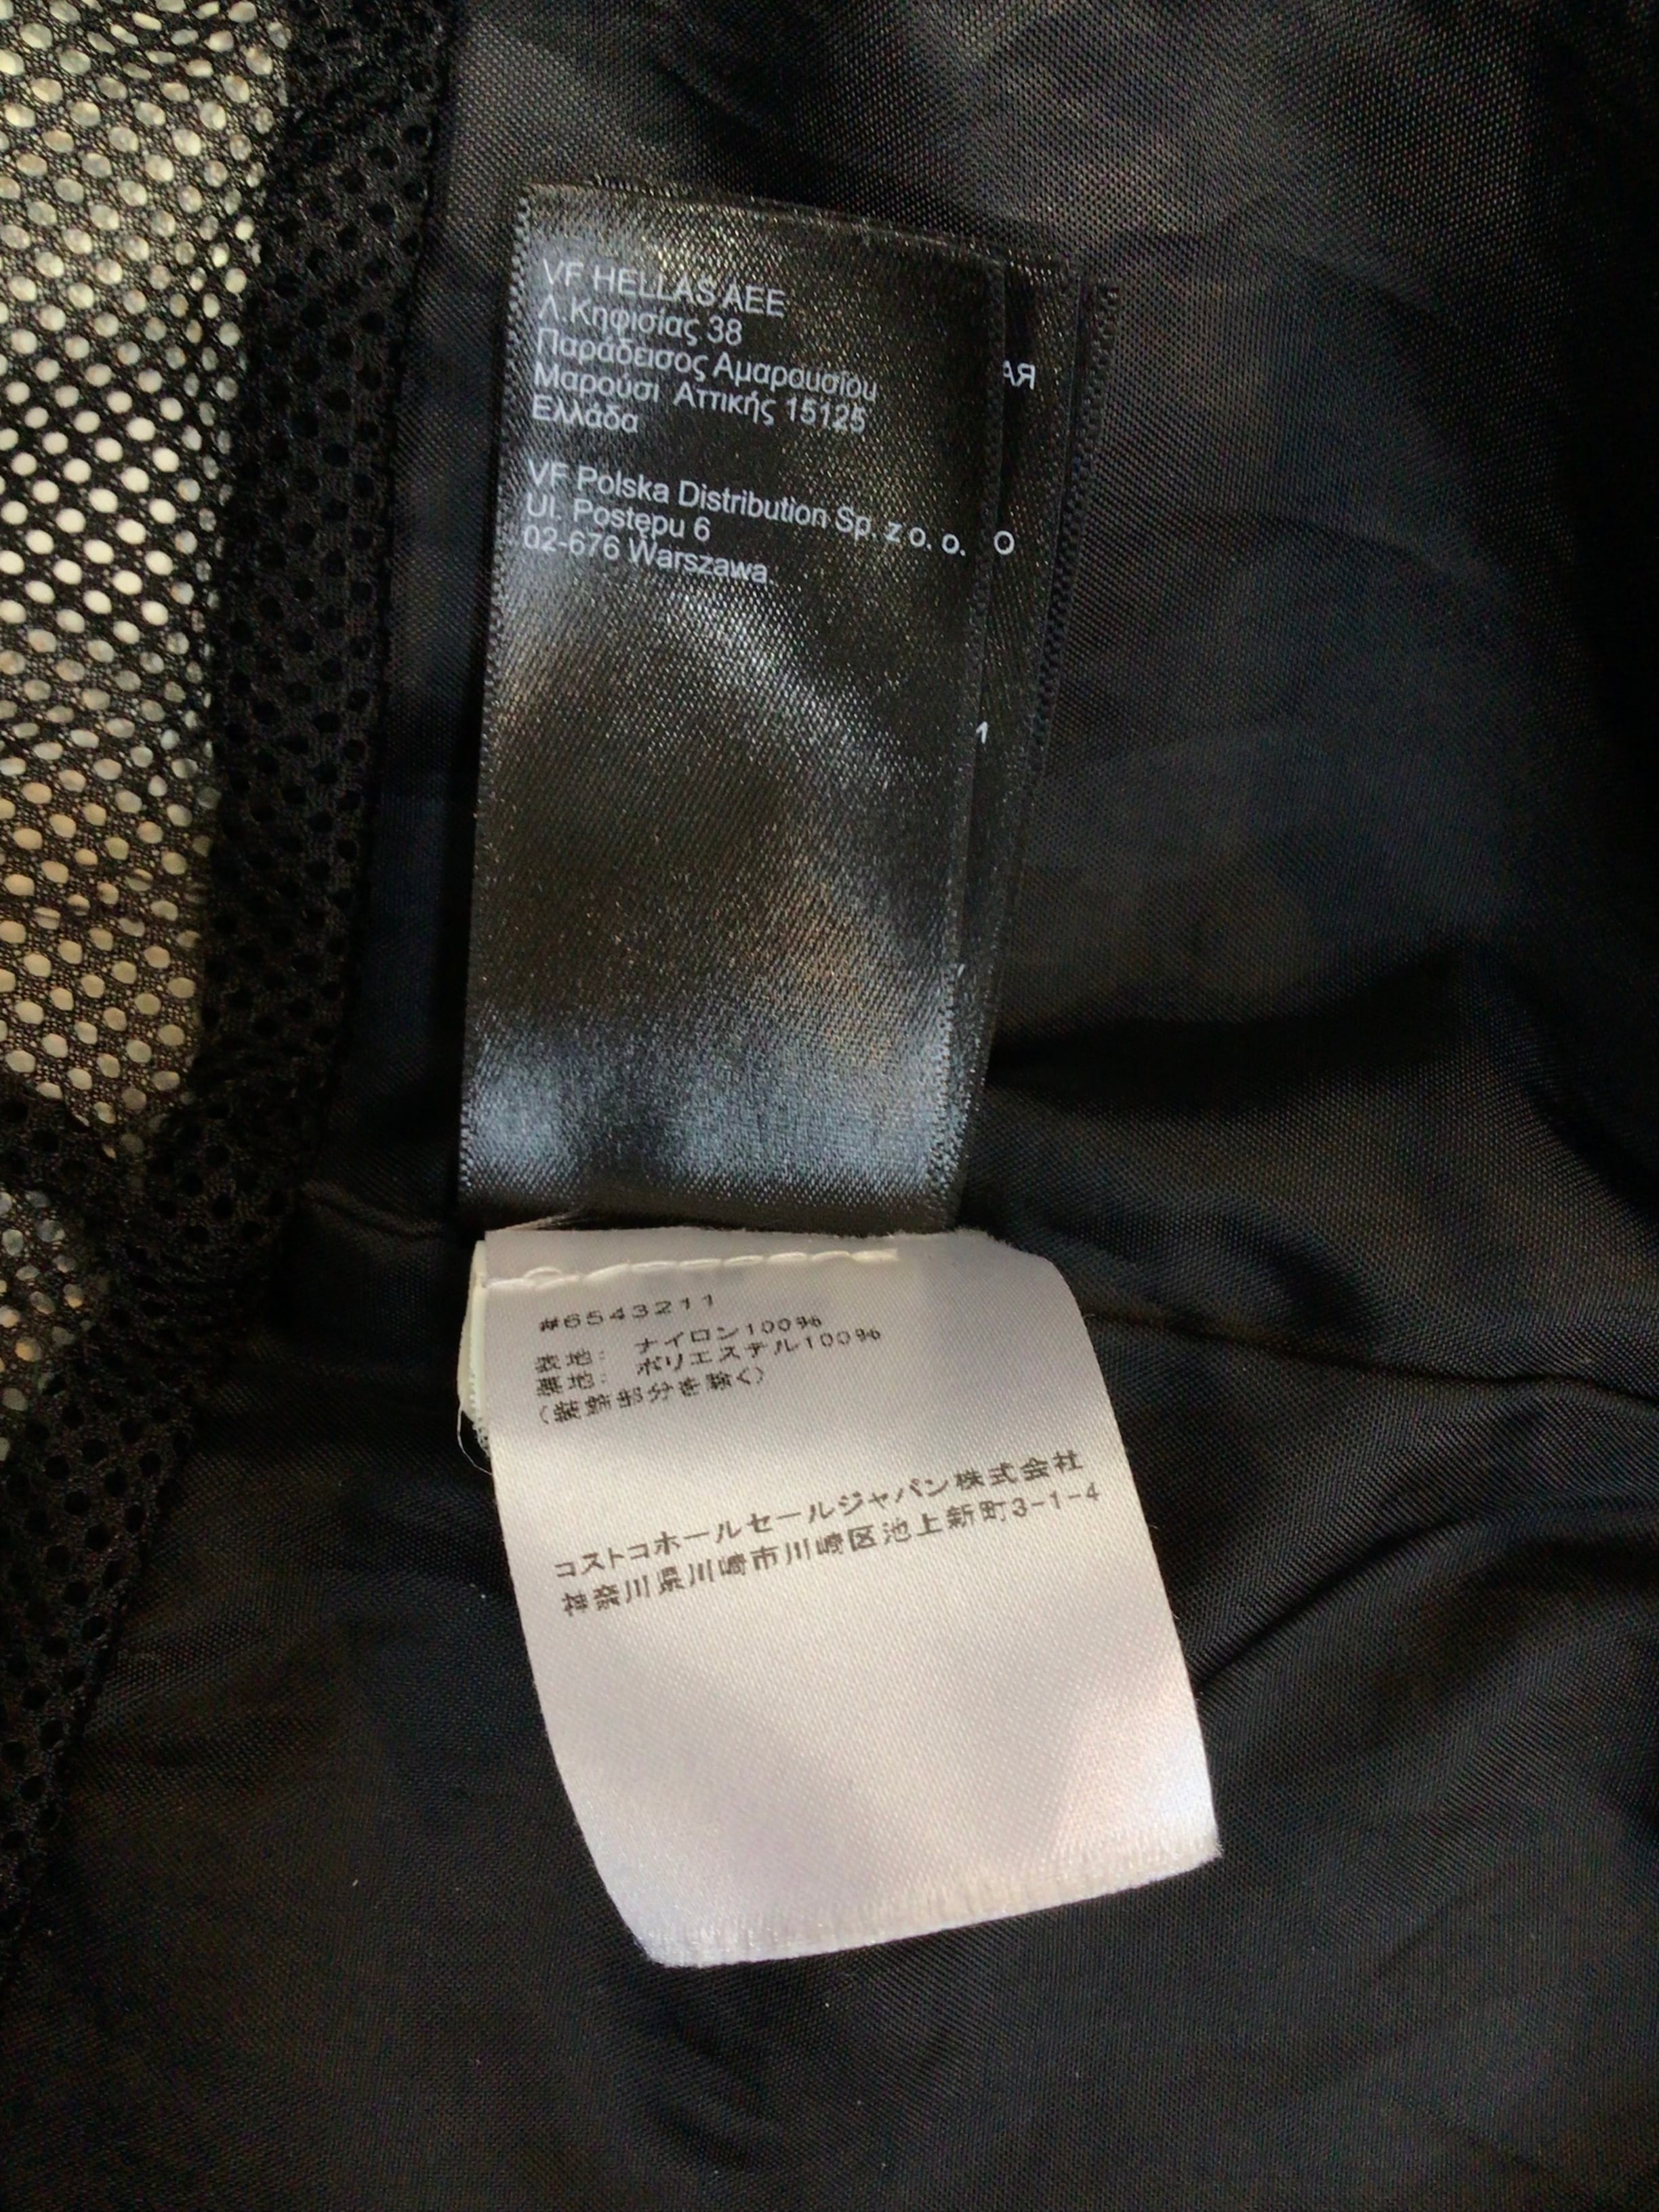 VF HELLAS AEE
Λ.Κηφισίας 38
Παράδεισος Αμαρουσίου
Μαρούσι Αττικής 15125
Ελλάδα
VF Polska Distribution Sp. z o. o.
Ul. Postępu 6
02-676 Warszawa
АЯ
O
1
#6543211
表地: ナイロン100%
裏地: ポリエステル100%
(装飾部分を除く)
コストコホールセールジャパン株式会社
神奈川県川崎市川崎区池上新町3-1-4